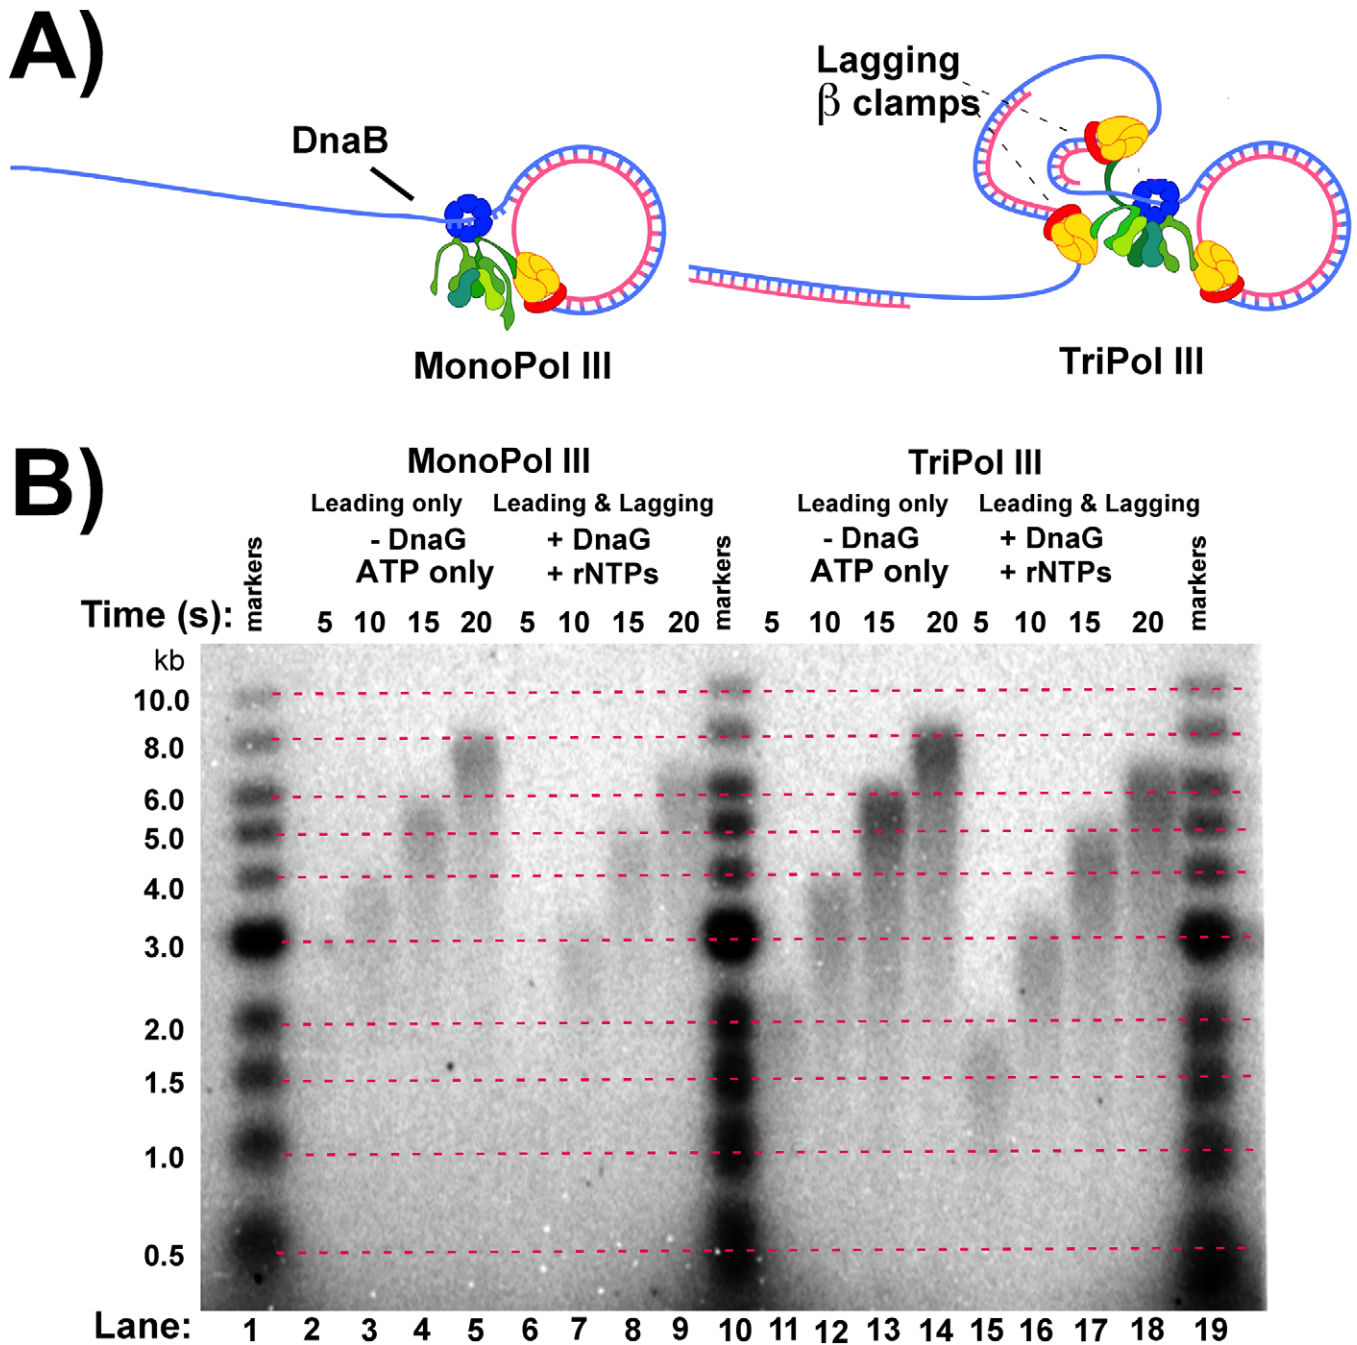 A)
DnaB
Lagging
β clamps
MonoPol III
TriPol III
B)
MonoPol III
TriPol III
Leading only
Leading & Lagging
Leading only
Leading & Lagging
- DnaG
+ DnaG
- DnaG
+ DnaG
ATP only
+ rNTPs
ATP only
+ rNTPs
markers
markers
markers
Time (s): 5 10 15 20 5 10 15 20 5 10 15 20 5 10 15 20
kb
10.0
8.0
6.0
5.0
4.0
3.0
2.0
1.5
1.0
0.5
Lane: 1 2 3 4 5 6 7 8 9 10 11 12 13 14 15 16 17 18 19